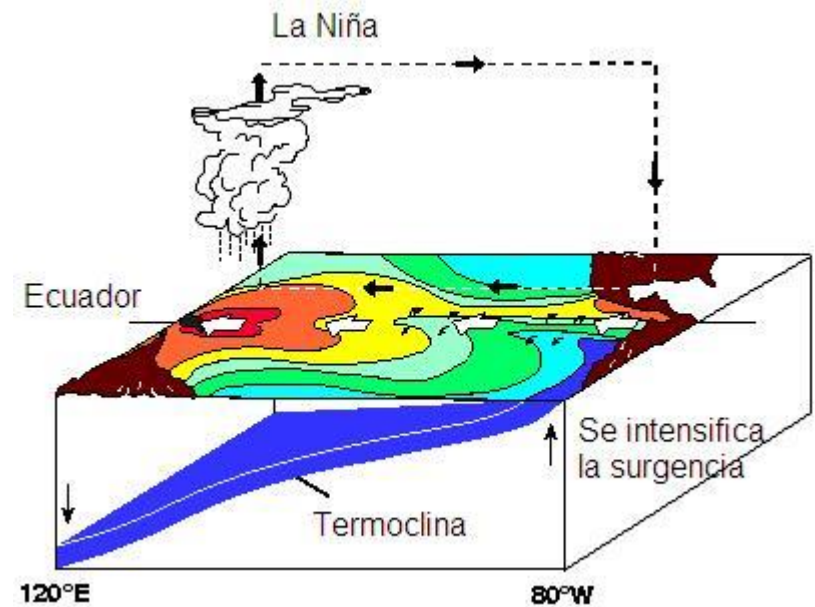 La Niña
Ecuador
Se intensifica
la surgencia
Termoclina
120°E
80°W